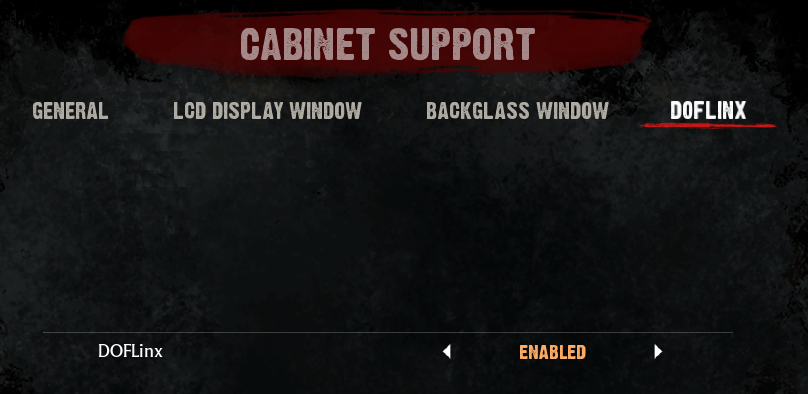 CABINET SUPPORT
GENERAL LCD DISPLAY WINDOW BACKGLASS WINDOW DOFLINX
DOFLinx ENABLED